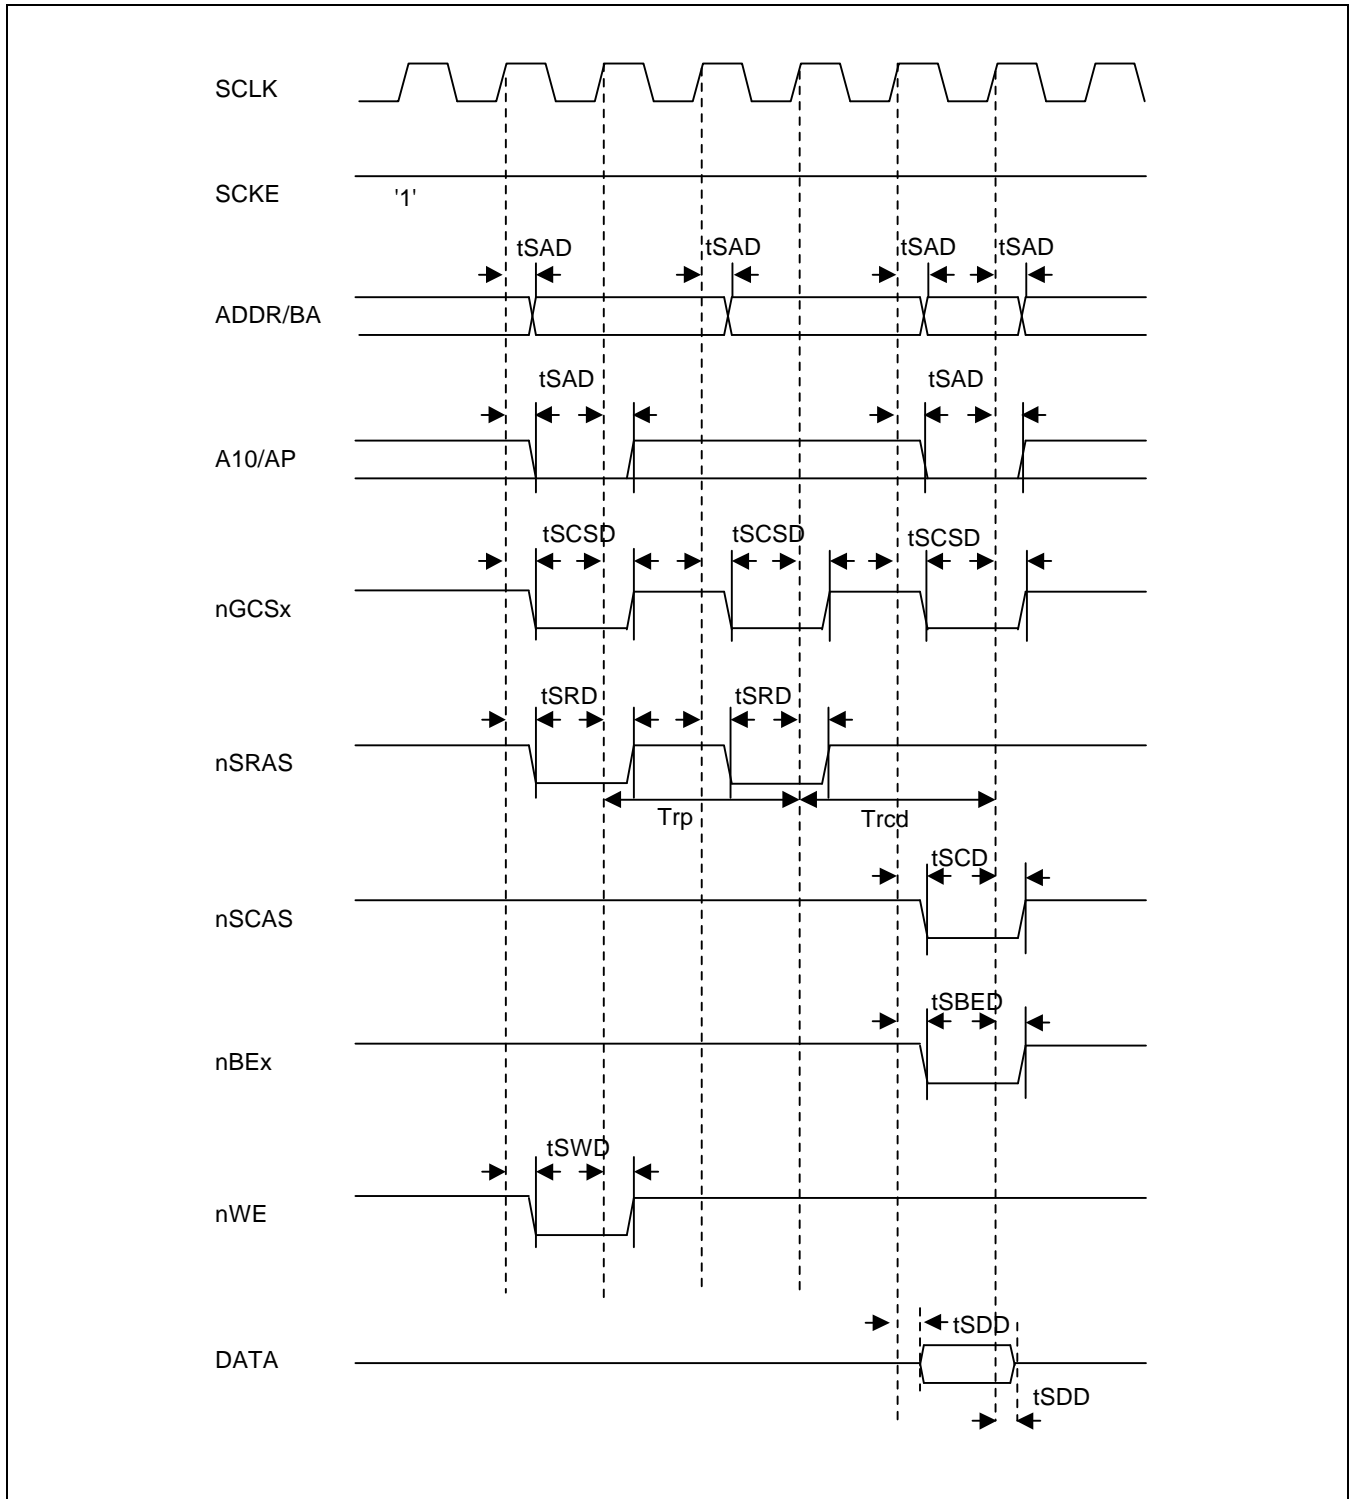 SCLK
SCKE
'1'
tSAD tSAD tSAD tSAD
ADDR/BA
tSAD tSAD
A10/AP
tSCSD tSCSD tSCSD
nGCSx
tSRD tSRD
nSRAS
Trp Trcd
tSCD
nSCAS
tSBED
nBEx
tSWD
nWE
tSDD
DATA
tSDD